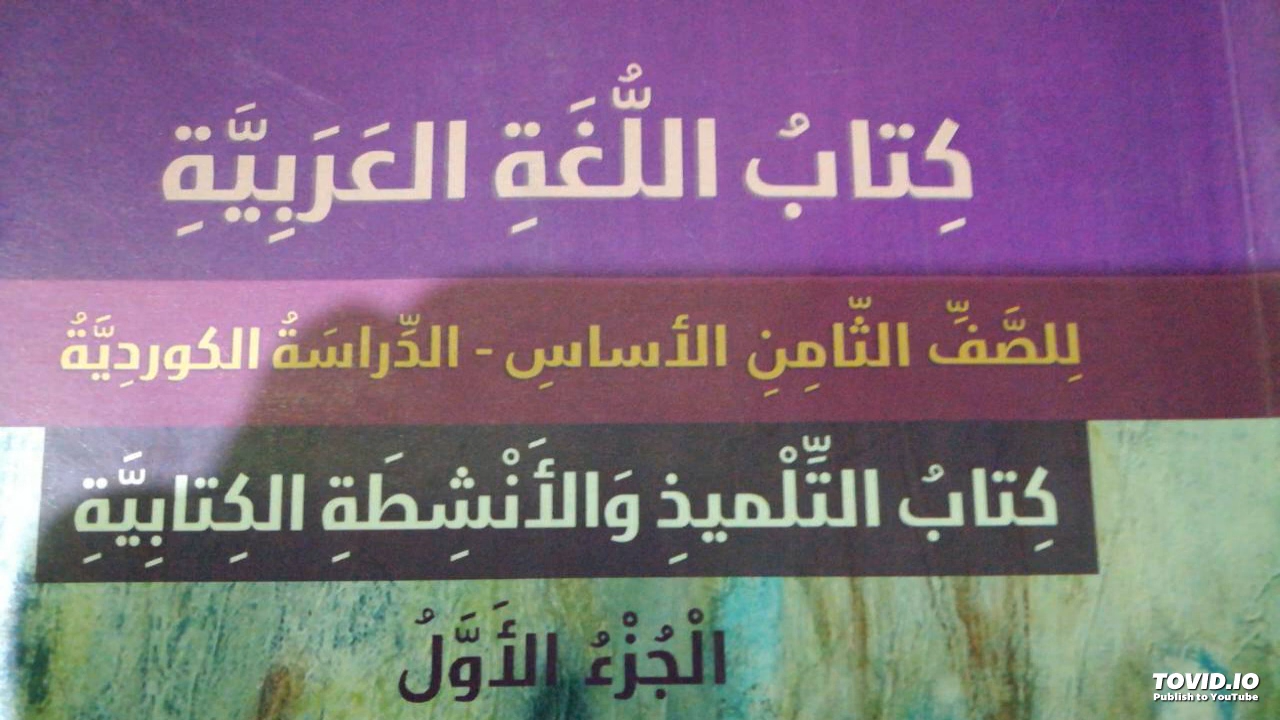 كِتابُ اللُّغَةِ العَرَبِيَّةِ
لِلصَّفِّ الثّامِنِ الأساسِ - الدِّراسَةُ الكورديَّةُ
كِتابُ التِّلْميذِ وَالأَنْشِطَةِ الكِتابِيَّةِ
الْجُزْءُ الأَوَّلُ
TOVID.IO
Publish to YouTube